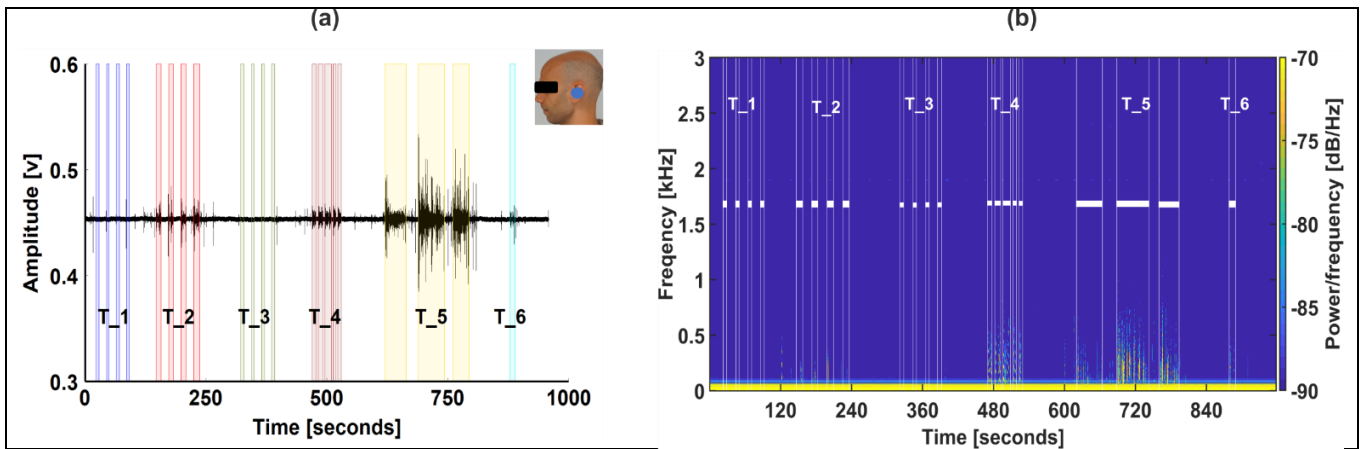 (a)
(b)
0.6
0.5
0.4
0.3
Amplitude [v]
T_1
T_2
T_3
T_4
T_5
T_6
0
250
500
750
1000
Time [seconds]
3
2.5
2
1.5
1
0.5
0
Freqency [kHz]
T_1
T_2
T_3
T_4
T_5
T_6
120
240
360
480
600
720
840
Time [seconds]
-70
-75
-80
-85
-90
Power/frequency [dB/Hz]